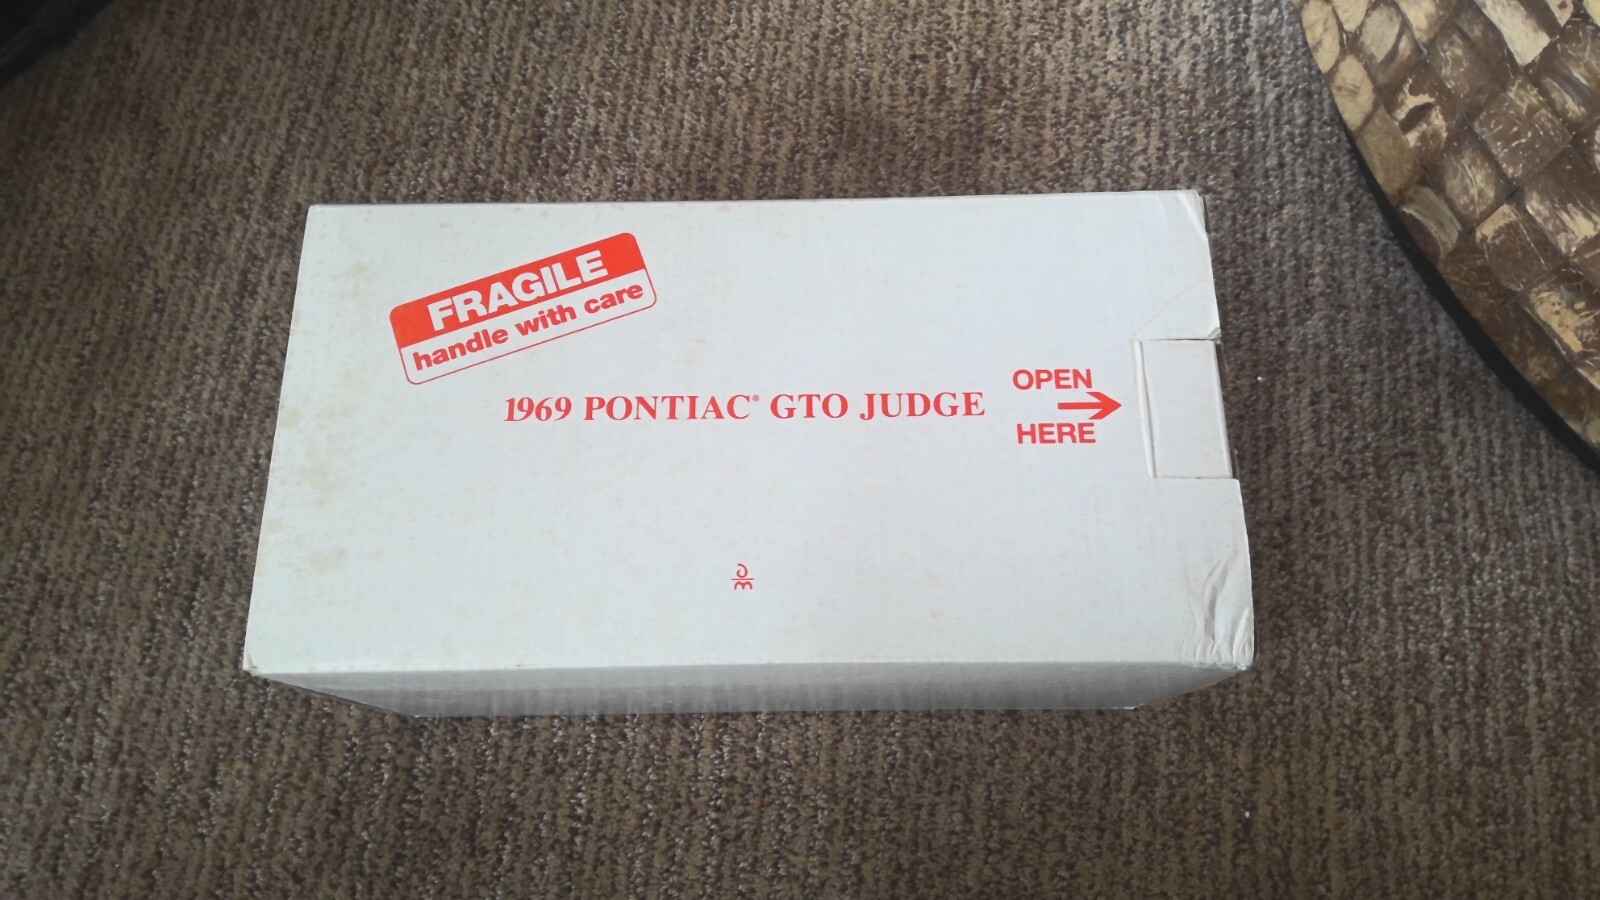 FRAGILE
handle with care
1969 PONTIAC® GTO JUDGE
OPEN
HERE